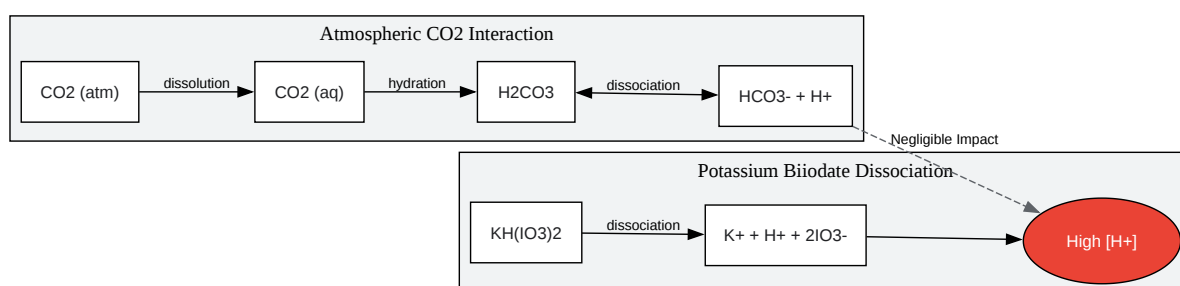 Atmospheric CO2 Interaction
CO2 (atm)
dissolution
CO2 (aq)
hydration
H2CO3
dissociation
HCO3- + H+
Negligible Impact
Potassium Biiodate Dissociation
KH(IO3)2
dissociation
K+ + H+ + 2IO3-
High [H+]